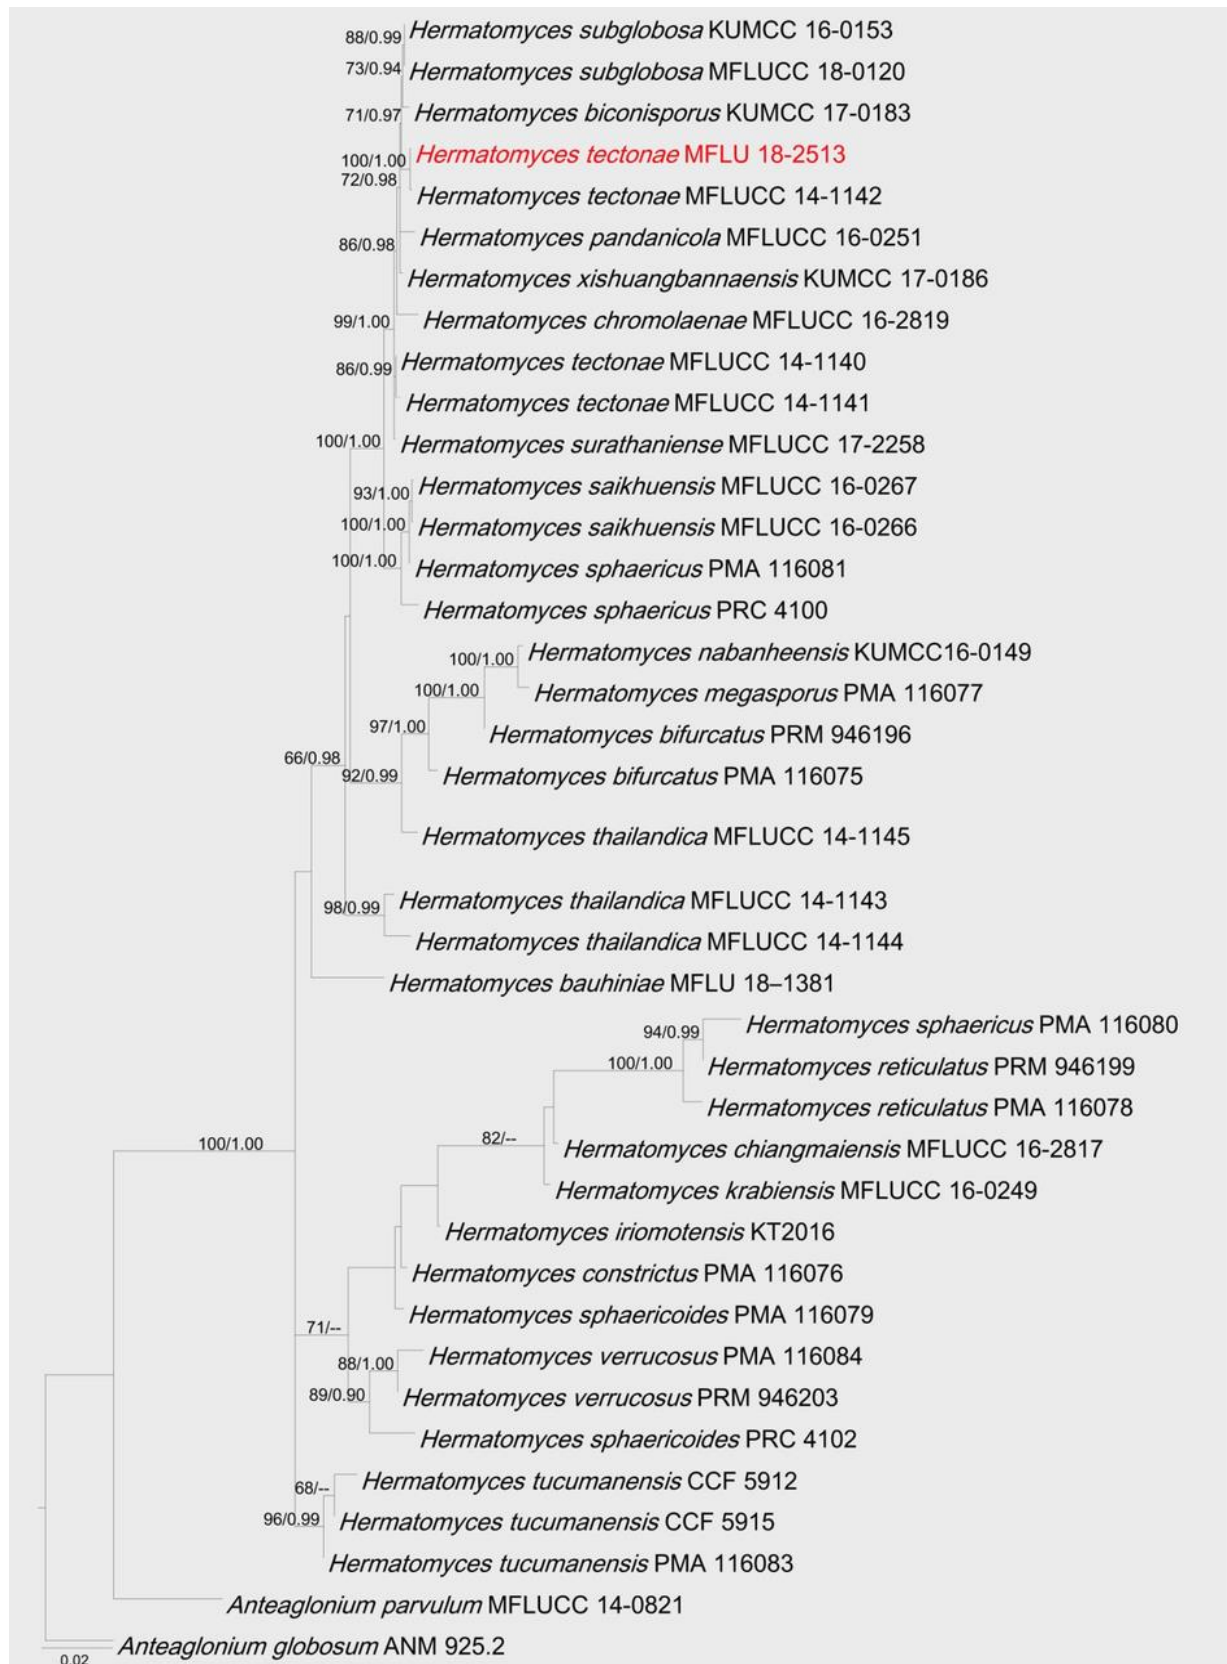 88/0.99 Hermatomyces subglobosa KUMCC 16-0153
73/0.94 Hermatomyces subglobosa MFLUCC 18-0120
71/0.97 Hermatomyces biconisporus KUMCC 17-0183
100/1.00 Hermatomyces tectonae MFLU 18-2513
72/0.98
Hermatomyces tectonae MFLUCC 14-1142
86/0.98 Hermatomyces pandanicola MFLUCC 16-0251
Hermatomyces xishuangbannaensis KUMCC 17-0186
99/1.00 Hermatomyces chromolaenae MFLUCC 16-2819
86/0.99 Hermatomyces tectonae MFLUCC 14-1140
Hermatomyces tectonae MFLUCC 14-1141
100/1.00 Hermatomyces surathaniense MFLUCC 17-2258
93/1.00 Hermatomyces saikhuensis MFLUCC 16-0267
100/1.00 Hermatomyces saikhuensis MFLUCC 16-0266
100/1.00 Hermatomyces sphaericus PMA 116081
Hermatomyces sphaericus PRC 4100
100/1.00 Hermatomyces nabanheensis KUMCC16-0149
100/1.00 Hermatomyces megasporus PMA 116077
97/1.00 Hermatomyces bifurcatus PRM 946196
66/0.98
92/0.99 Hermatomyces bifurcatus PMA 116075
Hermatomyces thailandica MFLUCC 14-1145
98/0.99 Hermatomyces thailandica MFLUCC 14-1143
Hermatomyces thailandica MFLUCC 14-1144
Hermatomyces bauhiniae MFLU 18–1381
94/0.99 Hermatomyces sphaericus PMA 116080
100/1.00 Hermatomyces reticulatus PRM 946199
Hermatomyces reticulatus PMA 116078
100/1.00 82/-- Hermatomyces chiangmaiensis MFLUCC 16-2817
Hermatomyces krabiensis MFLUCC 16-0249
Hermatomyces iriomotensis KT2016
Hermatomyces constrictus PMA 116076
71/-- Hermatomyces sphaericoides PMA 116079
88/1.00 Hermatomyces verrucosus PMA 116084
89/0.90 Hermatomyces verrucosus PRM 946203
Hermatomyces sphaericoides PRC 4102
68/-- Hermatomyces tucumanensis CCF 5912
96/0.99 Hermatomyces tucumanensis CCF 5915
Hermatomyces tucumanensis PMA 116083
Anteaglonium parvulum MFLUCC 14-0821
Anteaglonium globosum ANM 925.2
0.02